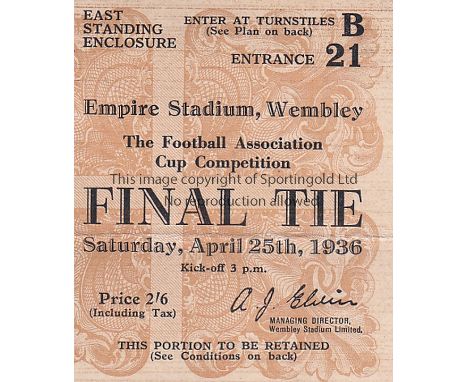 EAST
STANDING
ENCLOSURE
ENTER AT TURNSTILES B
(See Plan on back)
ENTRANCE 21
Empire Stadium, Wembley
The Football Association
Cup Competition
This image copyright of Sportingold Ltd
No reproduction allowed
FINAL TIE
Saturday, April 25th, 1936
Kick-off 3 p.m.
Price 2/6
(Including Tax)
A. J. Elvin
MANAGING DIRECTOR,
Wembley Stadium Limited.
THIS PORTION TO BE RETAINED
(See Conditions on back)